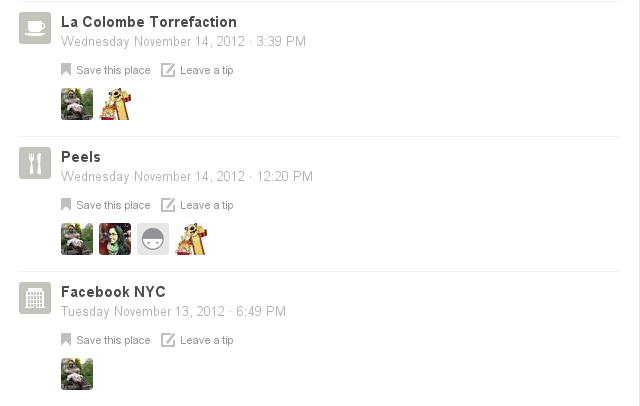 La Colombe Torrefaction
Wednesday November 14, 2012 · 3:39 PM
Save this place Leave a tip
Peels
Wednesday November 14, 2012 · 12:20 PM
Save this place Leave a tip
Facebook NYC
Tuesday November 13, 2012 · 6:49 PM
Save this place Leave a tip